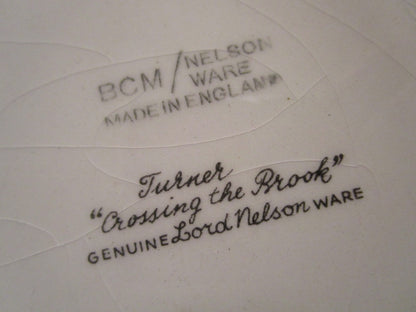 BCM/NELSON
WARE
MADE IN ENGLAND
Turner
"Crossing the Brook"
GENUINE Lord Nelson WARE